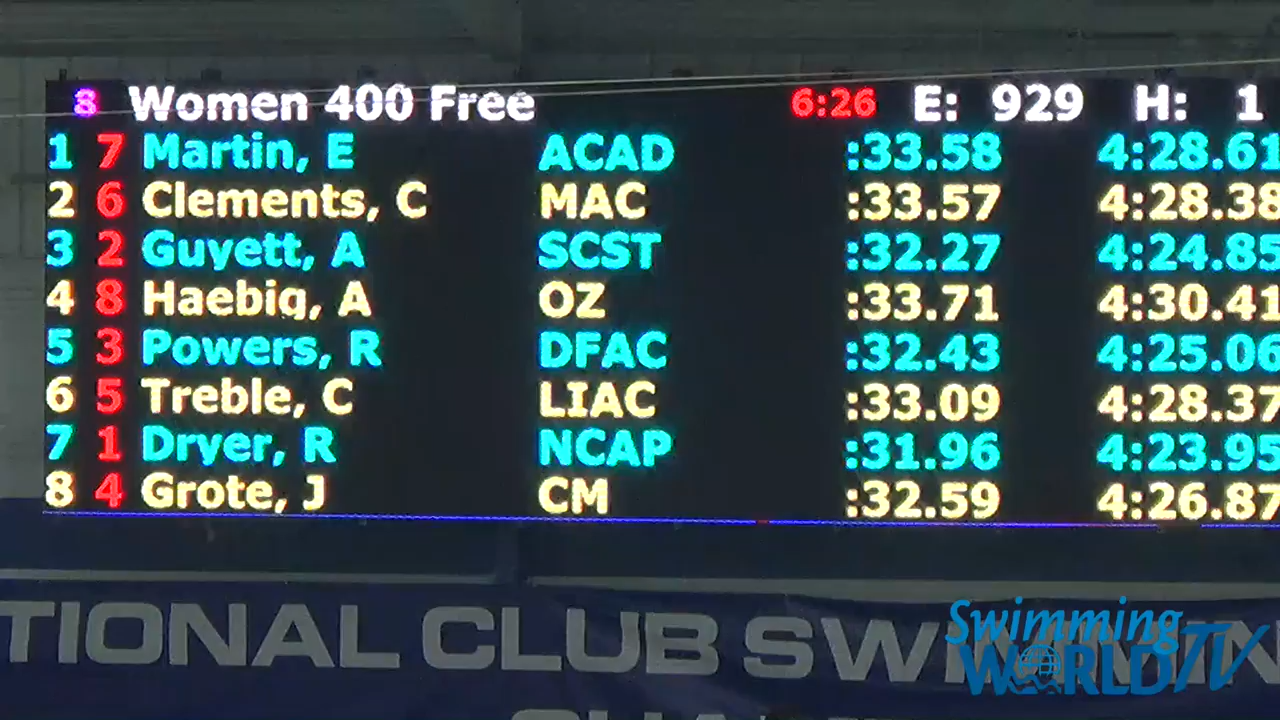 8 Women 400 Free 6:26 E: 929 H: 1
1 7 Martin, E ACAD :33.58 4:28.61
2 6 Clements, C MAC :33.57 4:28.38
3 2 Guyett, A SCST :32.27 4:24.85
4 8 Haebig, A OZ :33.71 4:30.41
5 3 Powers, R DFAC :32.43 4:25.06
6 5 Treble, C LIAC :33.09 4:28.37
7 1 Dryer, R NCAP :31.96 4:23.95
8 4 Grote, J CM :32.59 4:26.87
TIONAL CLUB SWIMMIN
Swimming
WORLD TV